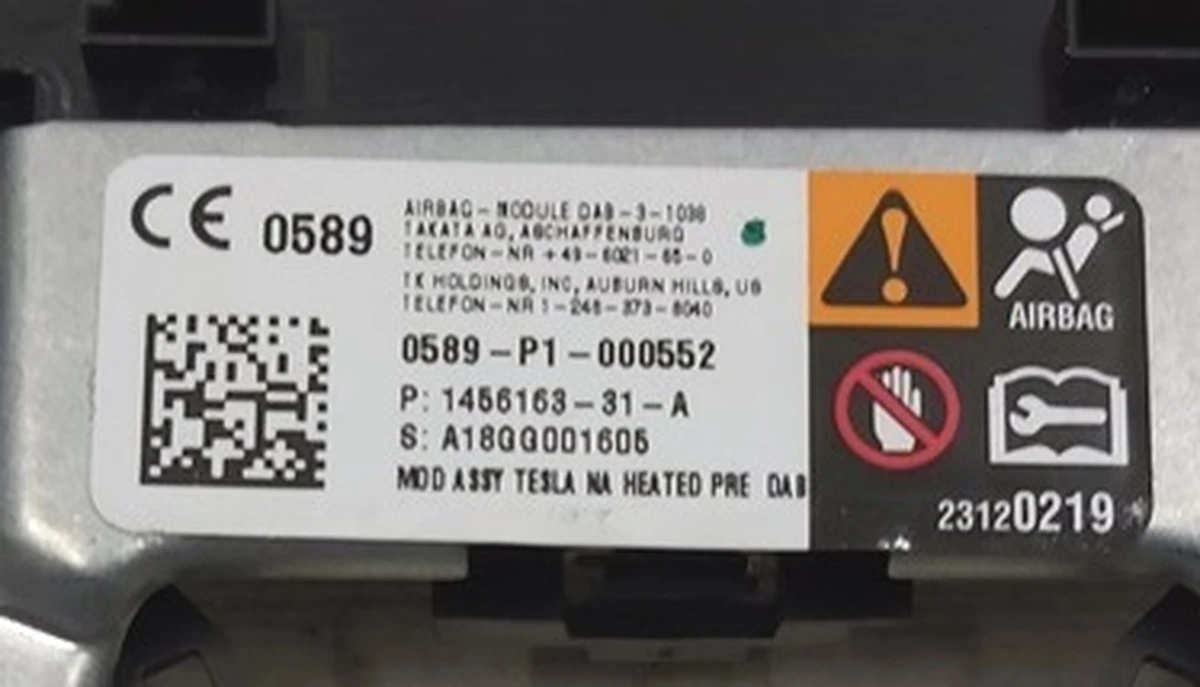 CE 0589
AIRBAG-MODULE DAB-3-1038
TAKATA AG, ASCHAFFENBURG
TELEFON-NR +49-6021-65-0
TK HOLDINGS, INC, AUBURN HILLS, US
TELEFON-NR 1-248-373-8040
0589-P1-000552
P: 1456163-31-A
S: A18GG001605
MOD ASSY TESLA NA HEATED PRE DAB
AIRBAG
23120219